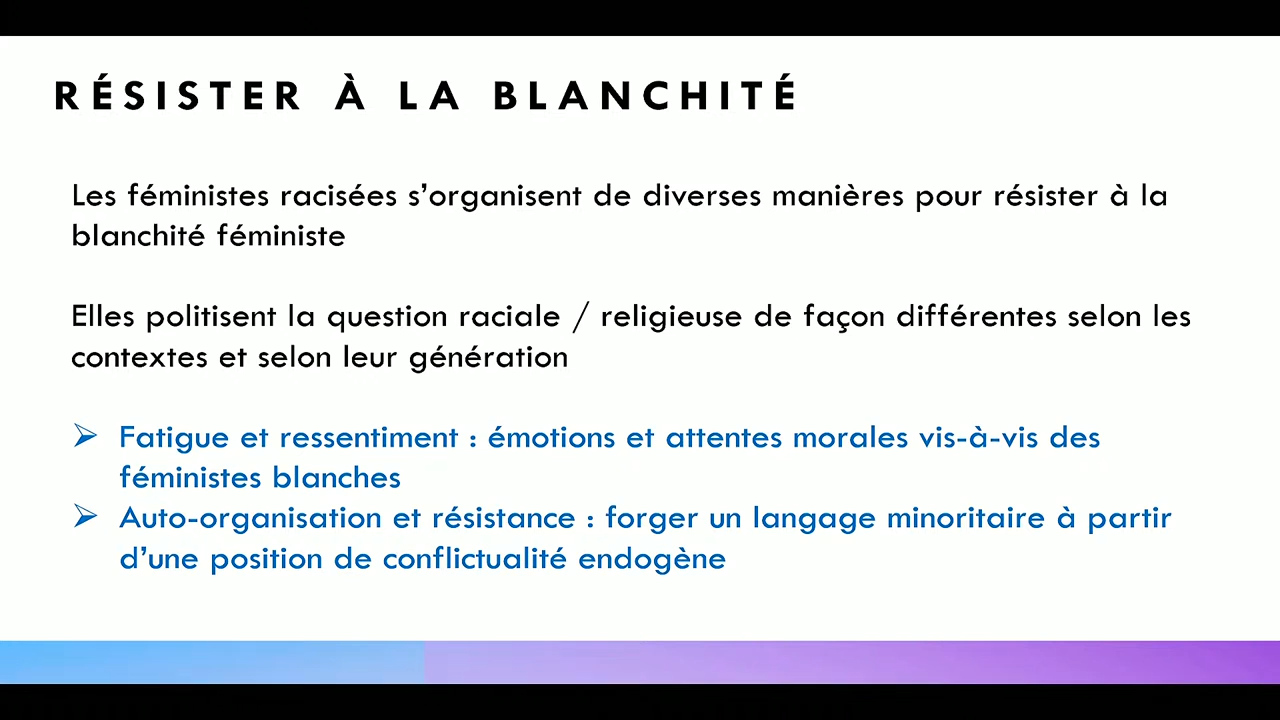 RÉSISTER À LA BLANCHITÉ
Les féministes racisées s’organisent de diverses manières pour résister à la
blanchité féministe
Elles politisent la question raciale / religieuse de façon différentes selon les
contextes et selon leur génération
➢ Fatigue et ressentiment : émotions et attentes morales vis-à-vis des
féministes blanches
➢ Auto-organisation et résistance : forger un langage minoritaire à partir
d’une position de conflictualité endogène